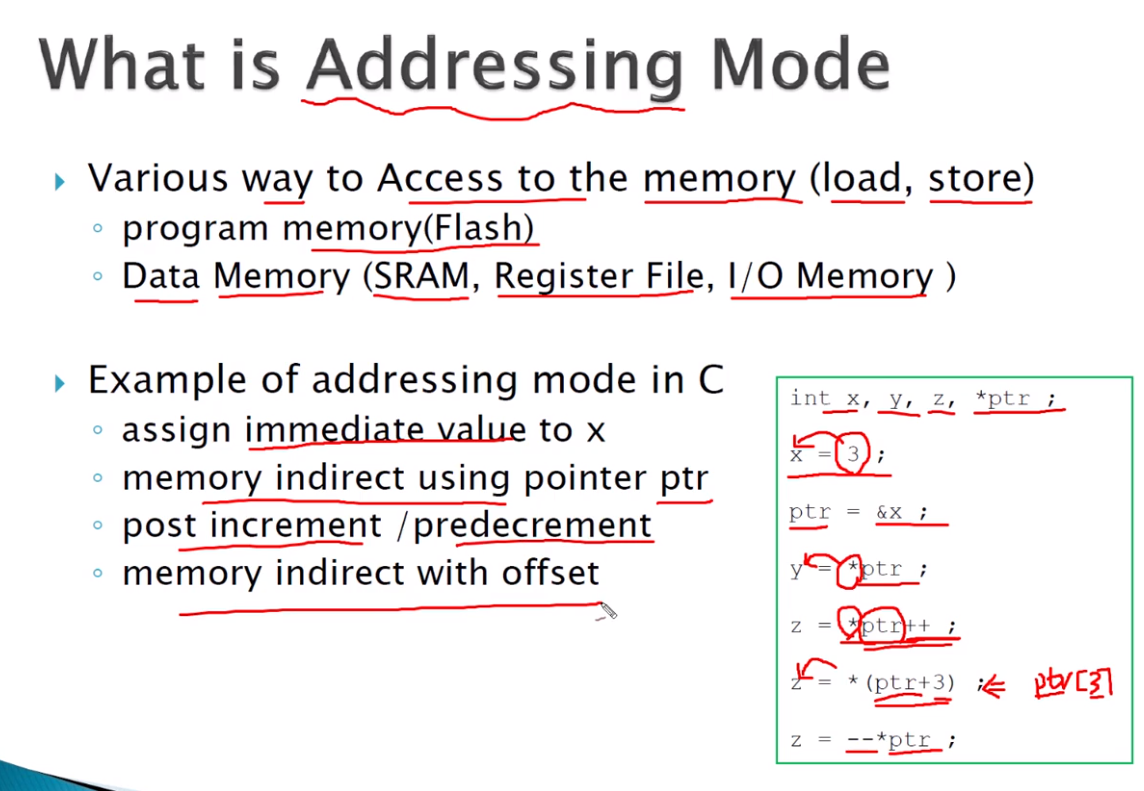 What is Addressing Mode
Various way to Access to the memory (load, store)
program memory(Flash)
Data Memory (SRAM, Register File, I/O Memory )
Example of addressing mode in C
assign immediate value to x
memory indirect using pointer ptr
post increment /predecrement
memory indirect with offset
int x, y, z, *ptr ;
x = 3 ;
ptr = &x ;
y = *ptr ;
z = *ptr++ ;
z = *(ptr+3) ; ptr[3]
z = --*ptr ;